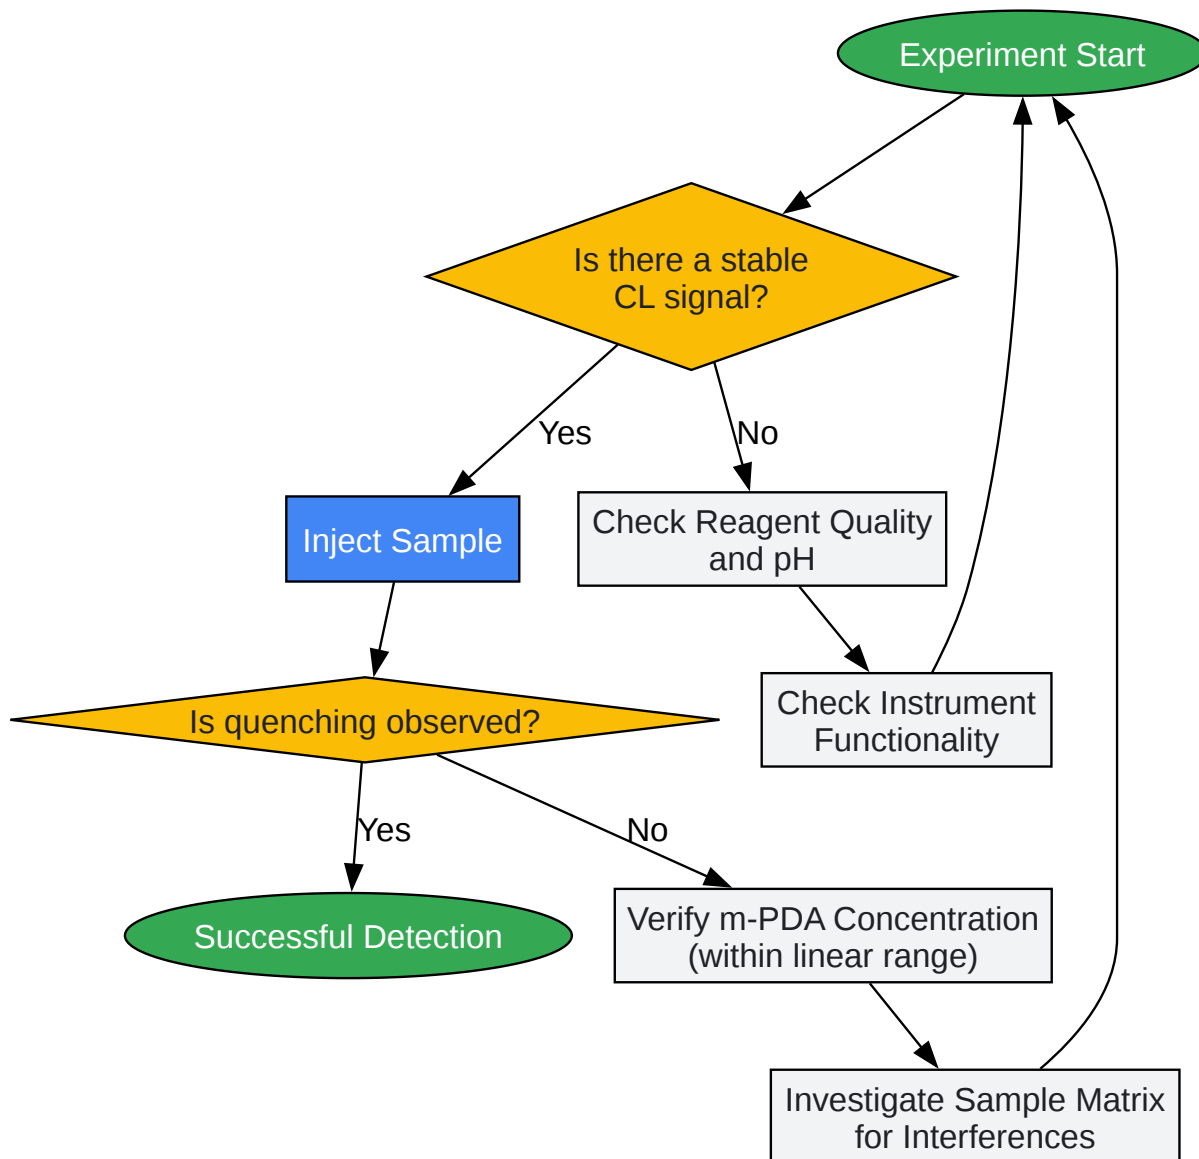 Experiment Start
Is there a stable
CL signal?
Yes
No
Inject Sample
Check Reagent Quality
and pH
Check Instrument
Functionality
Is quenching observed?
Yes
No
Successful Detection
Verify m-PDA Concentration
(within linear range)
Investigate Sample Matrix
for Interferences